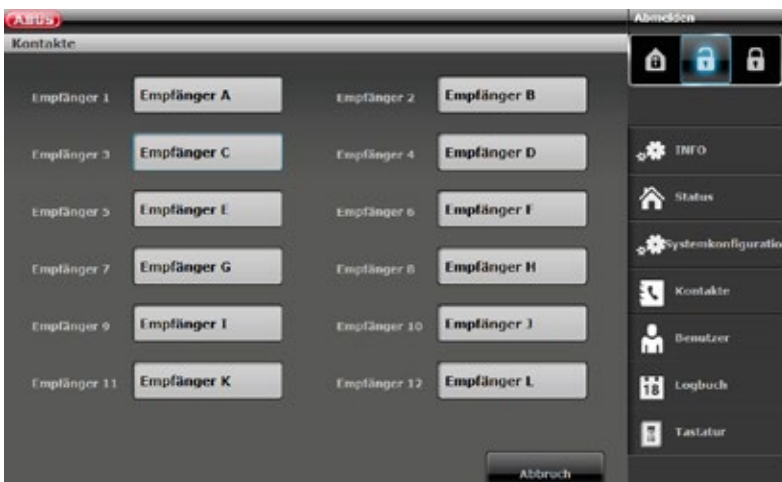 Abmelden
Kontakte
Empfänger 1 Empfänger A Empfänger 2 Empfänger B
Empfänger 3 Empfänger C Empfänger 4 Empfänger D
Empfänger 5 Empfänger E Empfänger 6 Empfänger F
Empfänger 7 Empfänger G Empfänger 8 Empfänger H
Empfänger 9 Empfänger I Empfänger 10 Empfänger J
Empfänger 11 Empfänger K Empfänger 12 Empfänger L
Abbruch
INFO
Status
Systemkonfiguratio
Kontakte
Benutzer
18 Logbuch
Tastatur